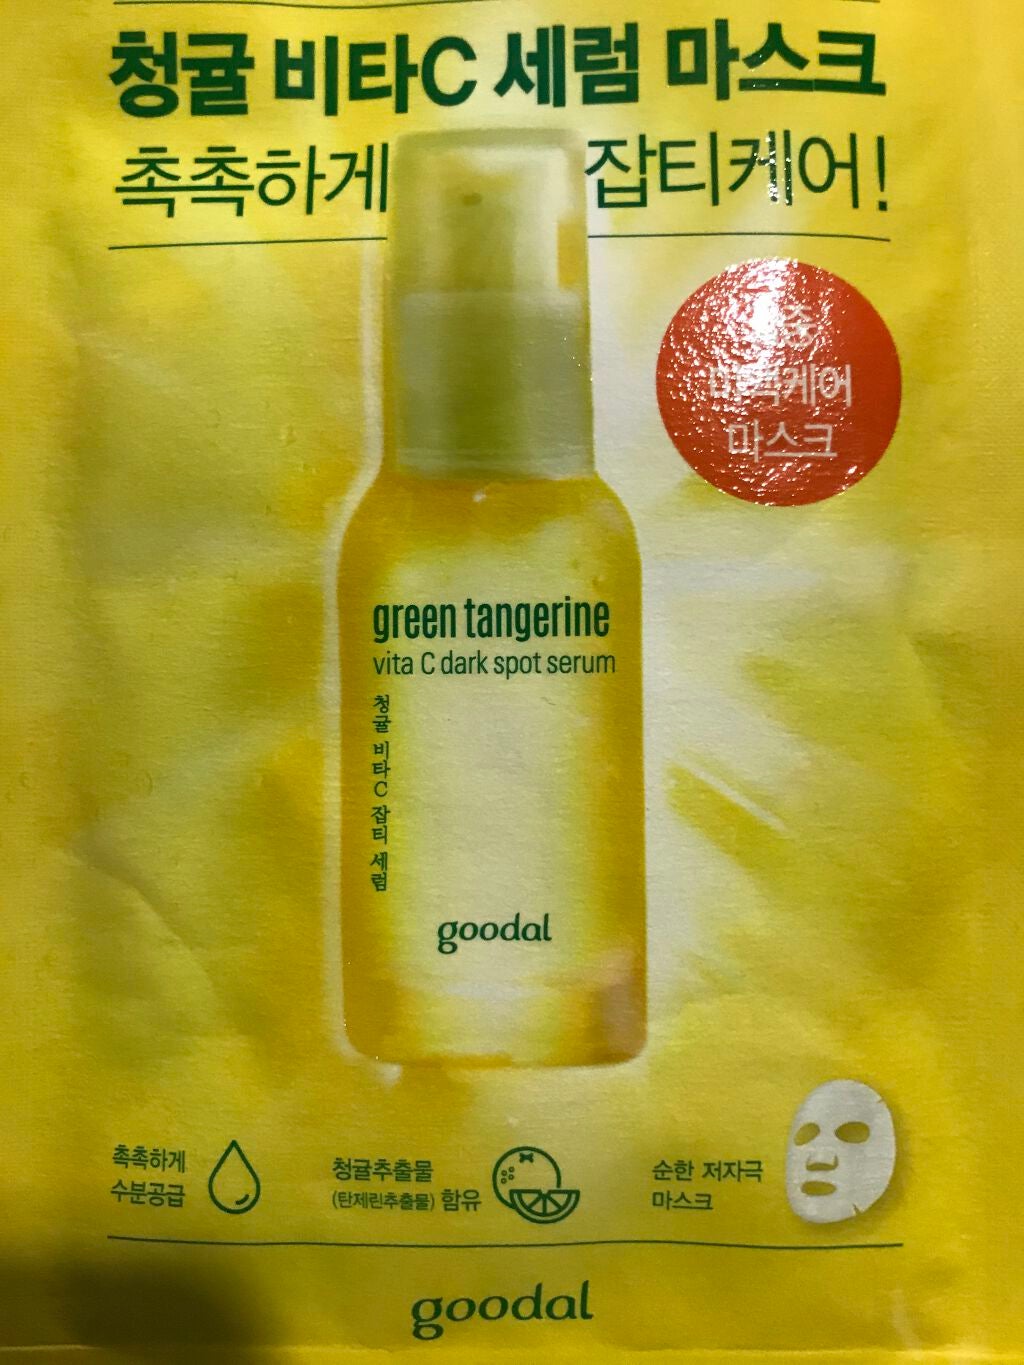 청귤 비타C 세럼 마스크
촉촉하게 잡티케어!
케어
마스크
green tangerine
vita C dark spot serum
청귤 비타C 잡티 세럼
goodal
촉촉하게
수분공급
청귤추출물
(탄제린추출물) 함유
순한 저자극
마스크
goodal